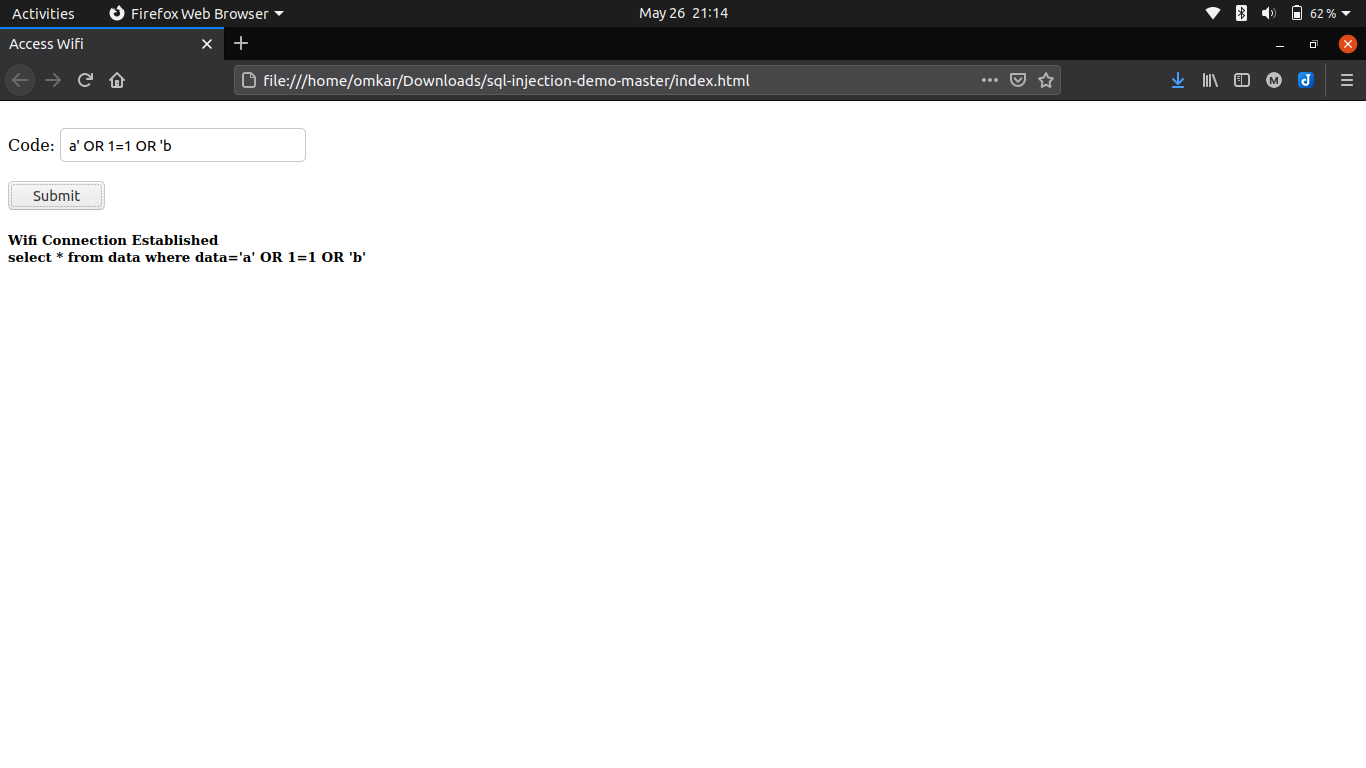 Activities Firefox Web Browser May 26 21:14 62 %
Access Wifi
file:///home/omkar/Downloads/sql-injection-demo-master/index.html
Code: a' OR 1=1 OR 'b
Submit
Wifi Connection Established
select * from data where data='a' OR 1=1 OR 'b'